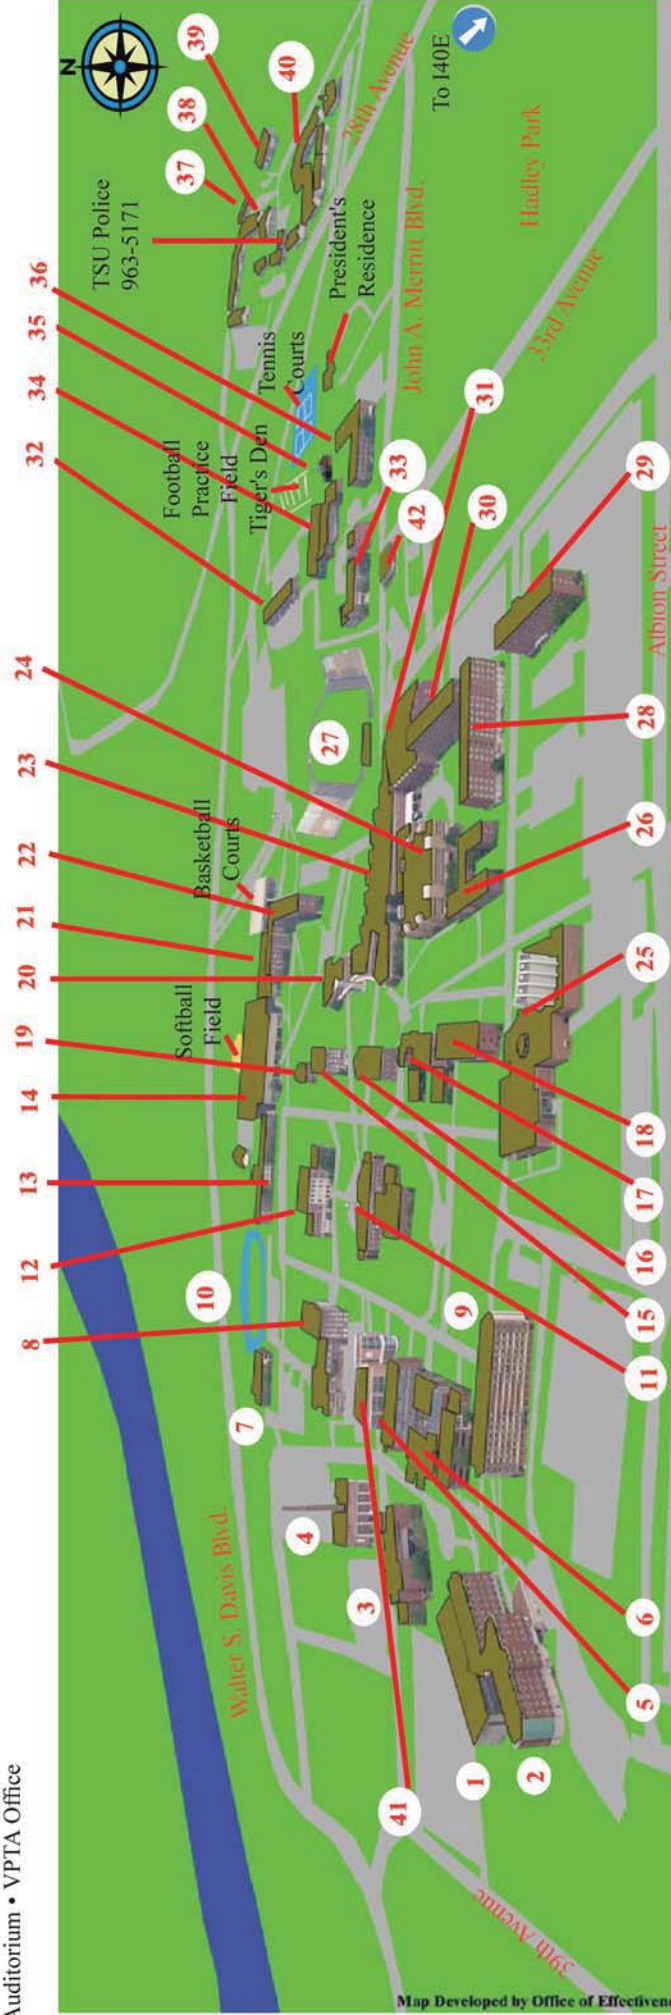 Auditorium • VPTA Office
8
12
13
14
19
20
21
22
23
24
32
34
35
36
37
38
39
N
TSU Police
963-5171
40
Softball
Field
Basketball
Courts
Football
Practice
Field
Tiger's Den
Tennis
Courts
President's
Residence
28th Avenue
To I40E
Walter S. Davis Blvd.
7
10
4
27
33
42
John A. Merritt Blvd.
Hadley Park
33rd Avenue
3
9
31
30
29
41
1
2
39th Avenue
5
6
11
15
16
17
18
25
26
28
Albion Street
Map Developed by Office of Effectivene